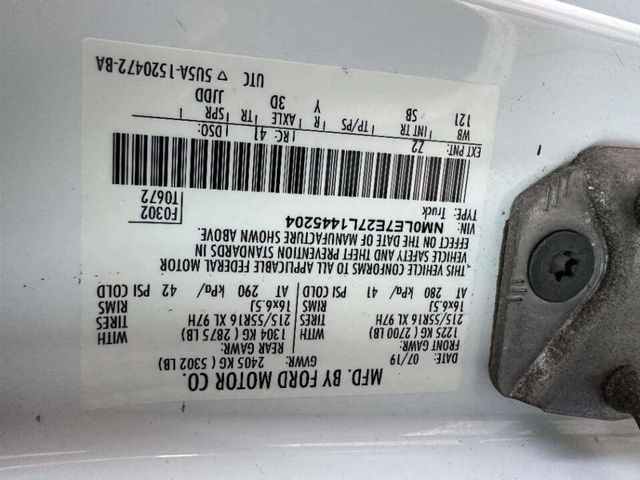 MFD. BY FORD MOTOR CO.
DATE: 07/19 GVWR: 2405 KG ( 5302 LB)
FRONT GAWR: REAR GAWR:
1225 KG ( 2700 LB) 1304 KG ( 2875 LB)
WITH WITH
215/55R16 XL 97H TIRES 215/55R16 XL 97H TIRES
16x6.5J RIMS 16x6.5J RIMS
AT 280 kPa/ 41 PSI COLD AT 290 kPa/ 42 PSI COLD
THIS VEHICLE CONFORMS TO ALL APPLICABLE FEDERAL MOTOR
VEHICLE SAFETY AND THEFT PREVENTION STANDARDS IN
EFFECT ON THE DATE OF MANUFACTURE SHOWN ABOVE.
VIN: NM0LE7E27L1445204
TYPE: Truck
F0302
T0672
EXT PNT: Z2 RC: 41 DSO:
WB INT TR TP/PS R AXLE TR SPR
121 SB Y 3D JJDD
UTC ▽ 5U5A-1520472-BA